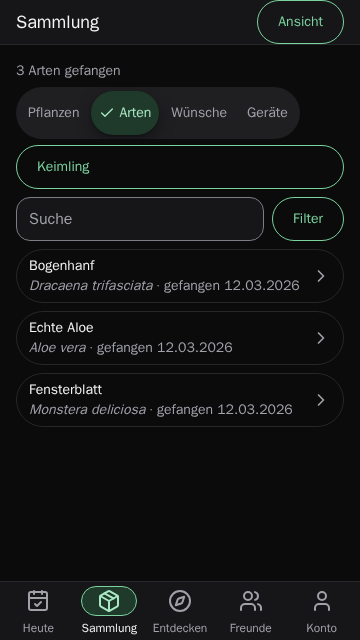 Sammlung
Ansicht
3 Arten gefangen
Pflanzen
Arten
Wünsche
Geräte
Keimling
Suche
Filter
Bogenhanf
Dracaena trifasciata · gefangen 12.03.2026
Echte Aloe
Aloe vera · gefangen 12.03.2026
Fensterblatt
Monstera deliciosa · gefangen 12.03.2026
Heute
Sammlung
Entdecken
Freunde
Konto